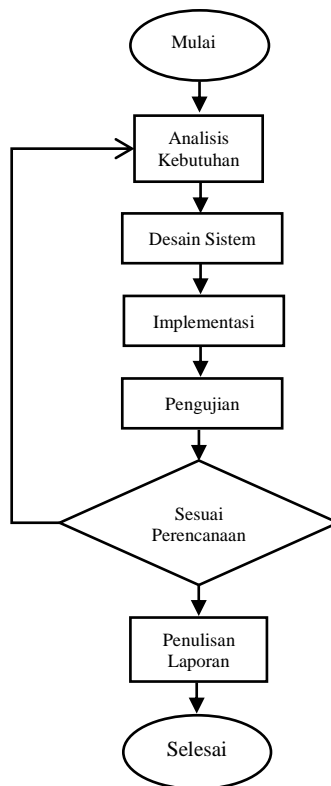 Mulai
Analisis
Kebutuhan
Desain Sistem
Implementasi
Pengujian
Sesuai
Perencanaan
Penulisan
Laporan
Selesai